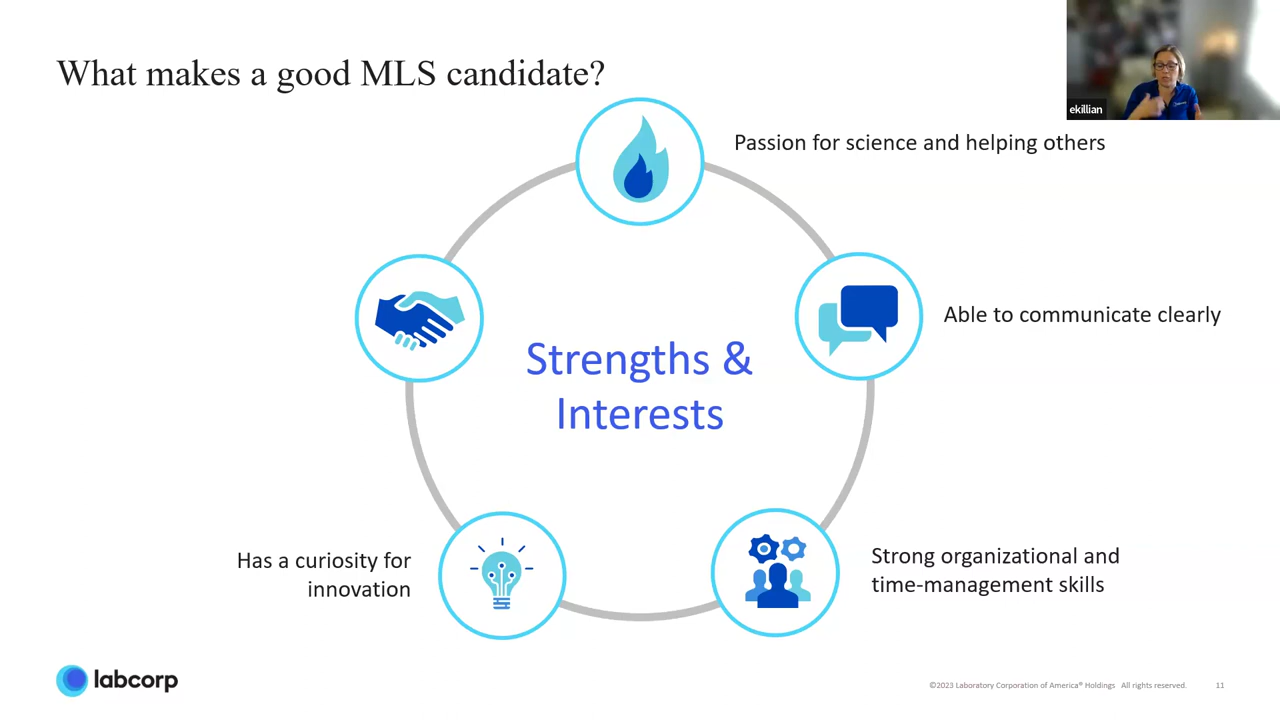 What makes a good MLS candidate?
ekillian
Passion for science and helping others
Able to communicate clearly
Strengths &
Interests
Has a curiosity for
innovation
Strong organizational and
time-management skills
labcorp
©2023 Laboratory Corporation of America® Holdings All rights reserved. 11